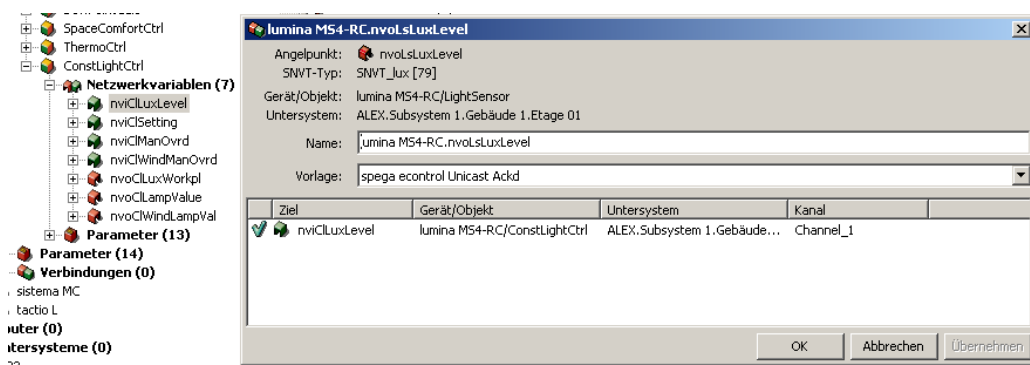 SpaceComfortCtrl
ThermoCtrl
ConstLightCtrl
Netzwerkvariablen (7)
nviClLuxLevel
nviClSetting
nviClManOvrd
nviClWindManOvrd
nvoClLuxWorkpl
nvoClLampValue
nvoClWindLampVal
Parameter (13)
Parameter (14)
Verbindungen (0)
sistema MC
tactio L
outer (0)
tersysteme (0)
lumina MS4-RC.nvoLsLuxLevel
Angelpunkt: nvoLsLuxLevel
SNVT-Typ: SNVT_lux [79]
Gerät/Objekt: lumina MS4-RC/LightSensor
Untersystem: ALEX.Subsystem 1.Gebäude 1.Etage 01
Name: lumina MS4-RC.nvoLsLuxLevel
Vorlage: spega econtrol Unicast Ackd
Ziel Gerät/Objekt Untersystem Kanal
nviClLuxLevel lumina MS4-RC/ConstLightCtrl ALEX.Subsystem 1.Gebäude... Channel_1
OK Abbrechen Übernehmen